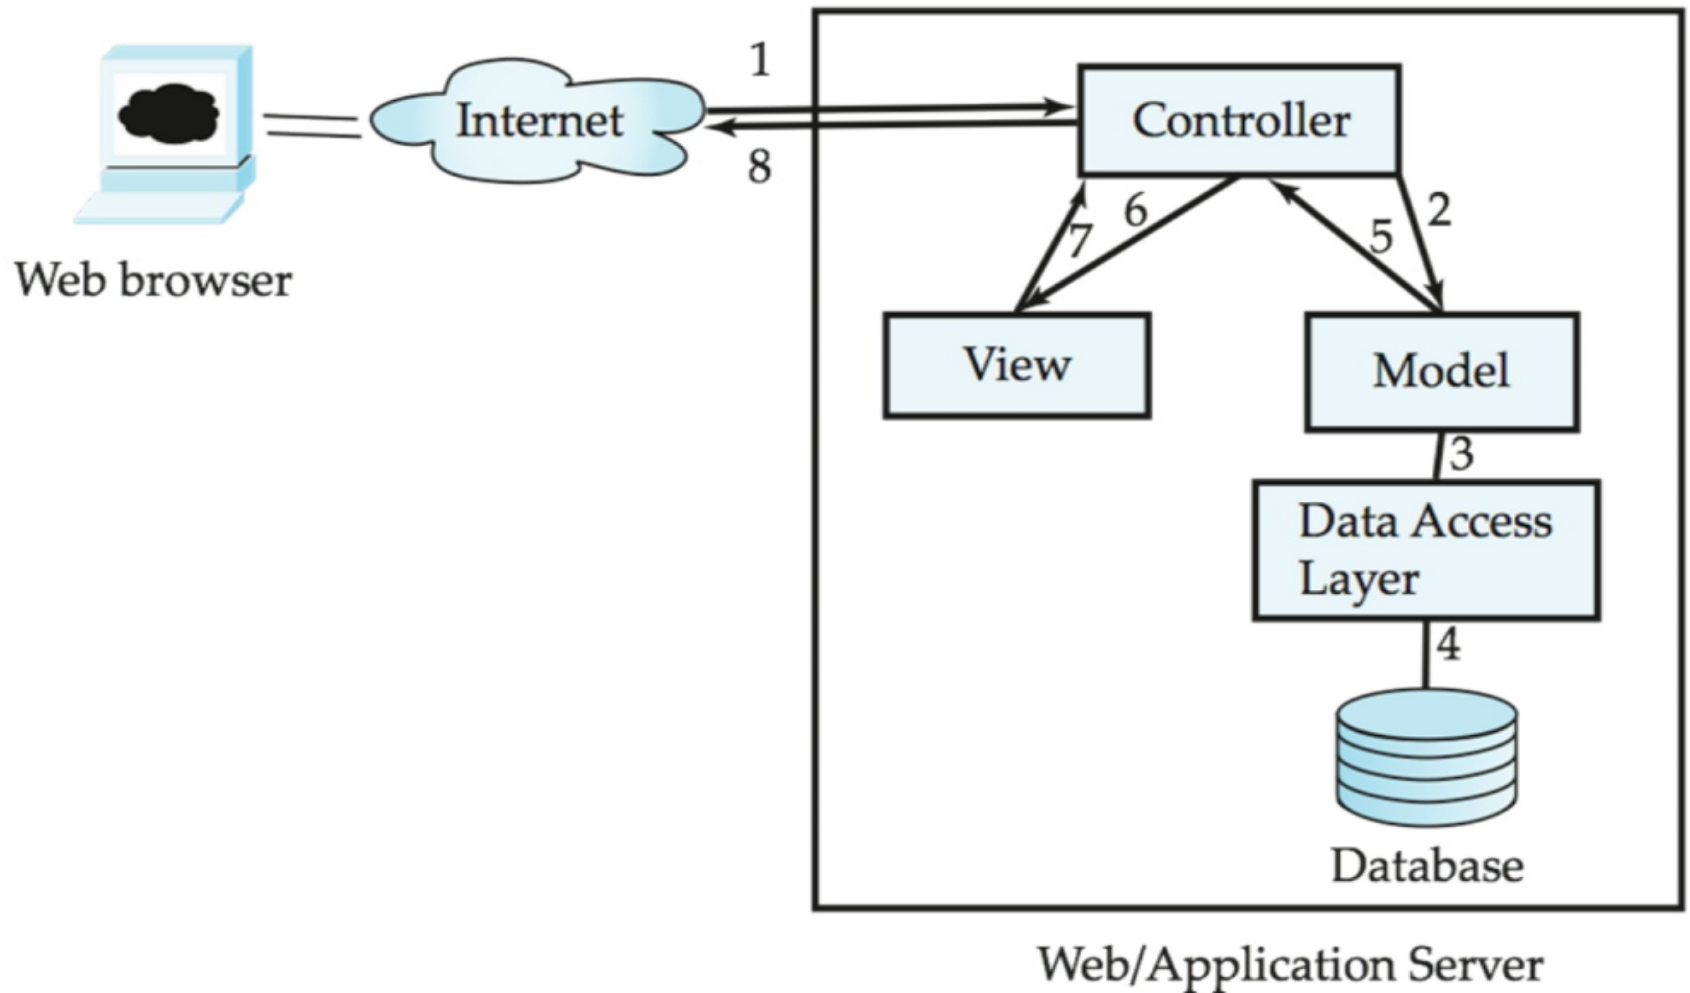 1
Internet
Controller
8
Web browser
7
6
5
2
View
Model
3
Data Access
Layer
4
Database
Web/Application Server